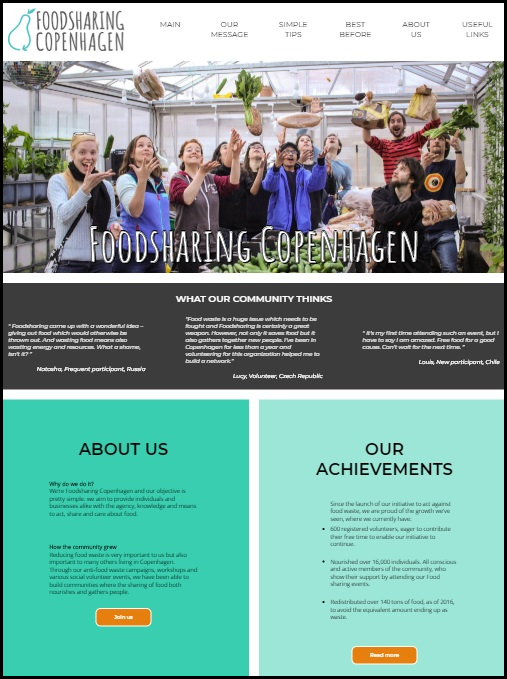 FOODSHARING
COPENHAGEN
MAIN
OUR
MESSAGE
SIMPLE
TIPS
BEST
BEFORE
ABOUT
US
USEFUL
LINKS
Foodsharing Copenhagen
WHAT OUR COMMUNITY THINKS
" Foodsharing came up with a wonderful idea –
giving out food which would otherwise be
thrown out. And wasting food means also
wasting energy and resources. What a shame,
isn't it? "
Natasha, Frequent participant, Russia
"Food waste is a huge issue which needs to be
fought and Foodsharing is certainly a great
weapon. However, not only it saves food but it
also gathers together new people. I've been in
Copenhagen for less than a year and
volunteering for this organization helped me to
build a network."
Lucy, Volunteer, Czech Republic
" It's my first time attending such an event, but I
have to say I am amazed. Free food for a good
cause. Can't wait for the next time. "
Louis, New participant, Chile
ABOUT US
Why do we do it?
We're Foodsharing Copenhagen and our objective is
pretty simple: we aim to provide individuals and
businesses alike with the agency, knowledge and means
to act, share and care about food.
How the community grew
Reducing food waste is very important to us but also
important to many others living in Copenhagen.
Through our anti-food waste campaigns, workshops and
various social volunteer events, we have been able to
build communities where the sharing of food both
nourishes and gathers people.
Join us
OUR
ACHIEVEMENTS
Since the launch of our initiative to act against
food waste, we are proud of the growth we've
seen, where we currently have:
• 600 registered volunteers, eager to contribute
their free time to enable our initiative to
continue.
• Nourished over 16,000 individuals. All conscious
and active members of the community, who
show their support by attending our Food
sharing events.
• Redistributed over 140 tons of food, as of 2016,
to avoid the equivalent amount ending up as
waste.
Read more